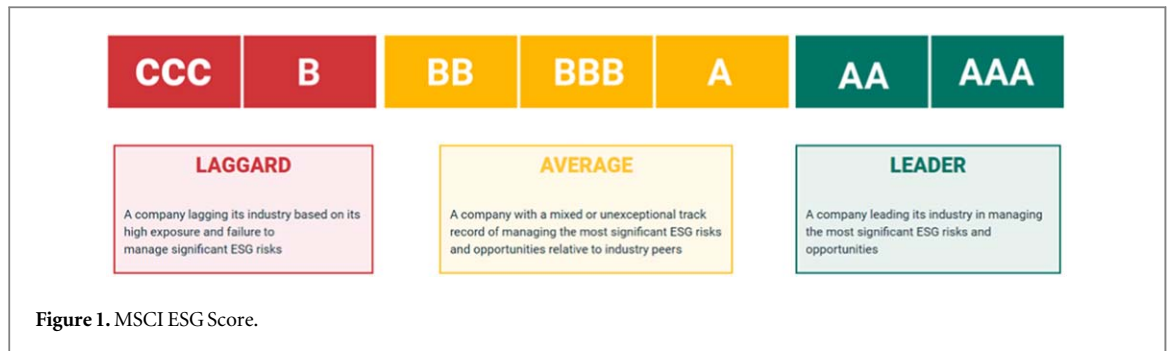 CCC B BB BBB A AA AAA
LAGGARD
A company lagging its industry based on its
high exposure and failure to
manage significant ESG risks
AVERAGE
A company with a mixed or unexceptional track
record of managing the most significant ESG risks
and opportunities relative to industry peers
LEADER
A company leading its industry in managing
the most significant ESG risks and
opportunities
Figure 1. MSCI ESG Score.